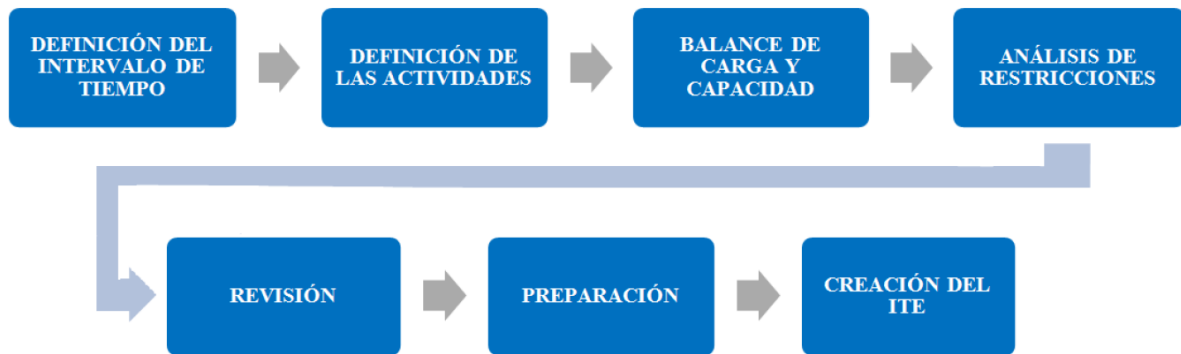 DEFINICIÓN DEL
INTERVALO DE
TIEMPO
DEFINICIÓN DE
LAS ACTIVIDADES
BALANCE DE
CARGA Y
CAPACIDAD
ANÁLISIS DE
RESTRICCIONES
REVISIÓN
PREPARACIÓN
CREACIÓN DEL
ITE